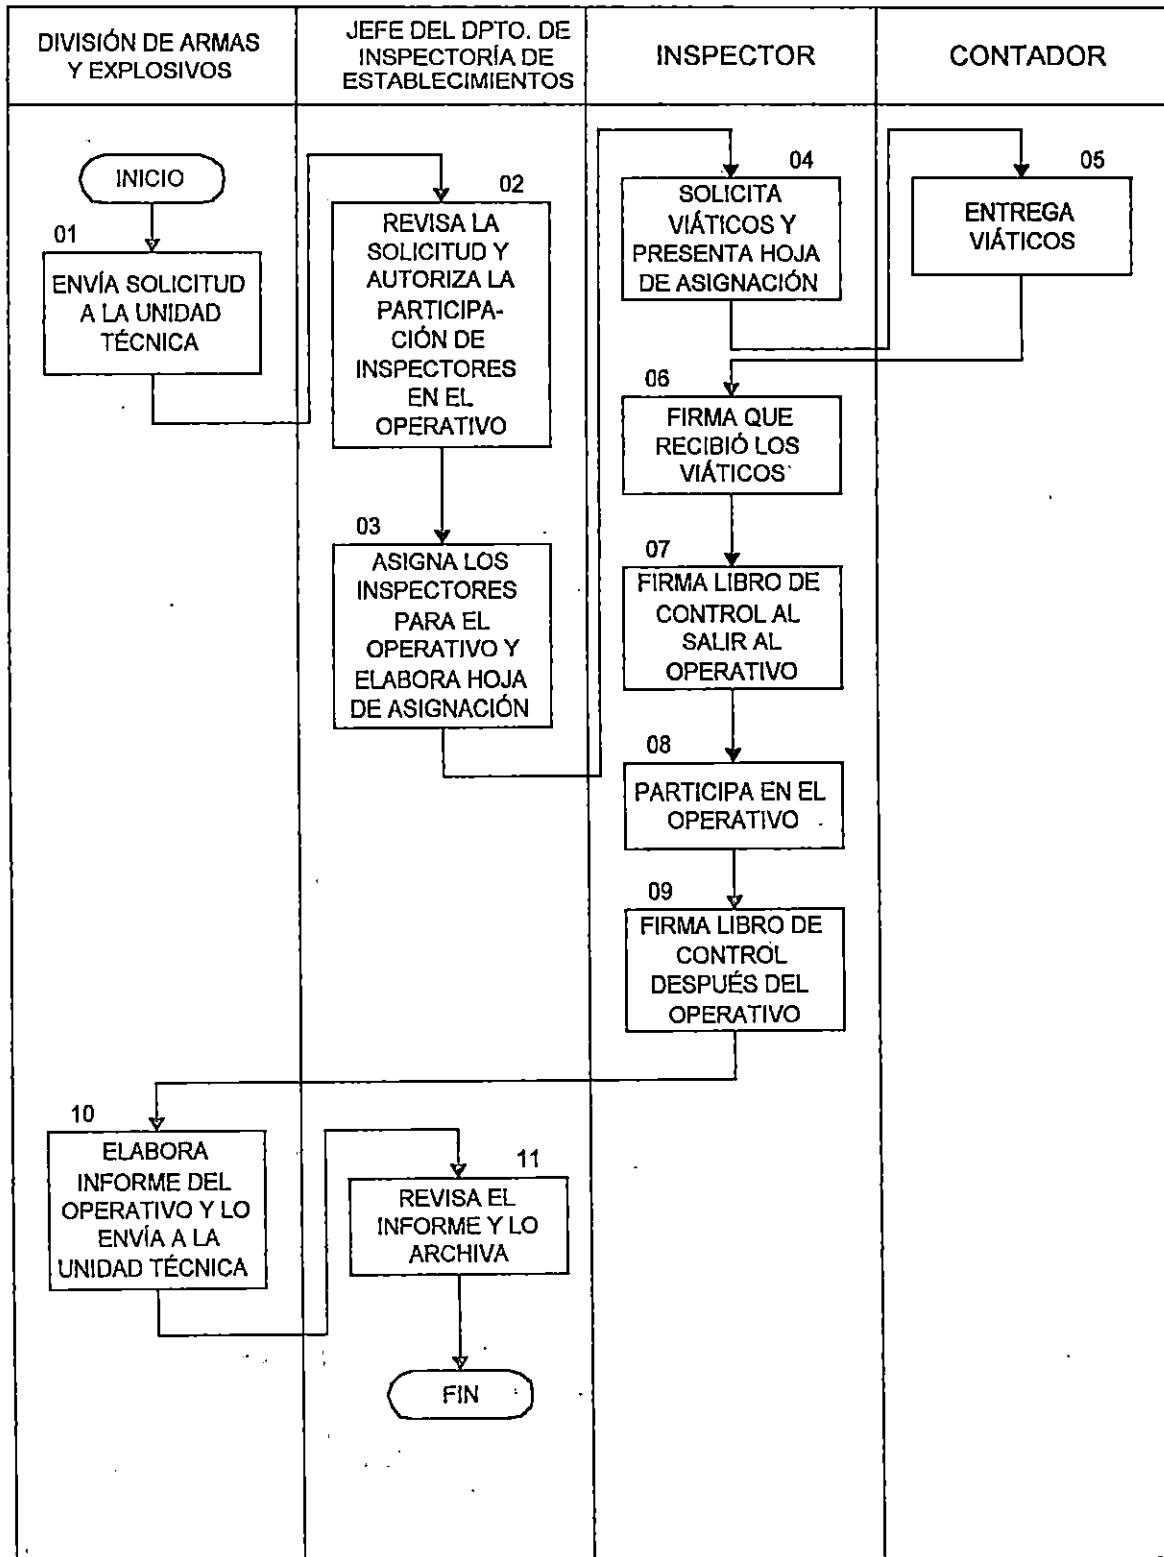 DIVISIÓN DE ARMAS
Y EXPLOSIVOS
JEFE DEL DPTO. DE
INSPECTORÍA DE
ESTABLECIMIENTOS
INSPECTOR
CONTADOR
INICIO
01
ENVÍA SOLICITUD
A LA UNIDAD
TÉCNICA
02
REVISA LA
SOLICITUD Y
AUTORIZA LA
PARTICIPA-
CIÓN DE
INSPECTORES
EN EL
OPERATIVO
03
ASIGNA LOS
INSPECTORES
PARA EL
OPERATIVO Y
ELABORA HOJA
DE ASIGNACIÓN
04
SOLICITA
VIÁTICOS Y
PRESENTA HOJA
DE ASIGNACIÓN
05
ENTREGA
VIÁTICOS
06
FIRMA QUE
RECIBIÓ LOS
VIÁTICOS
07
FIRMA LIBRO DE
CONTROL AL
SALIR AL
OPERATIVO
08
PARTICIPA EN EL
OPERATIVO
09
FIRMA LIBRO DE
CONTROL
DESPUÉS DEL
OPERATIVO
10
ELABORA
INFORME DEL
OPERATIVO Y LO
ENVÍA A LA
UNIDAD TÉCNICA
11
REVISA EL
INFORME Y LO
ARCHIVA
FIN